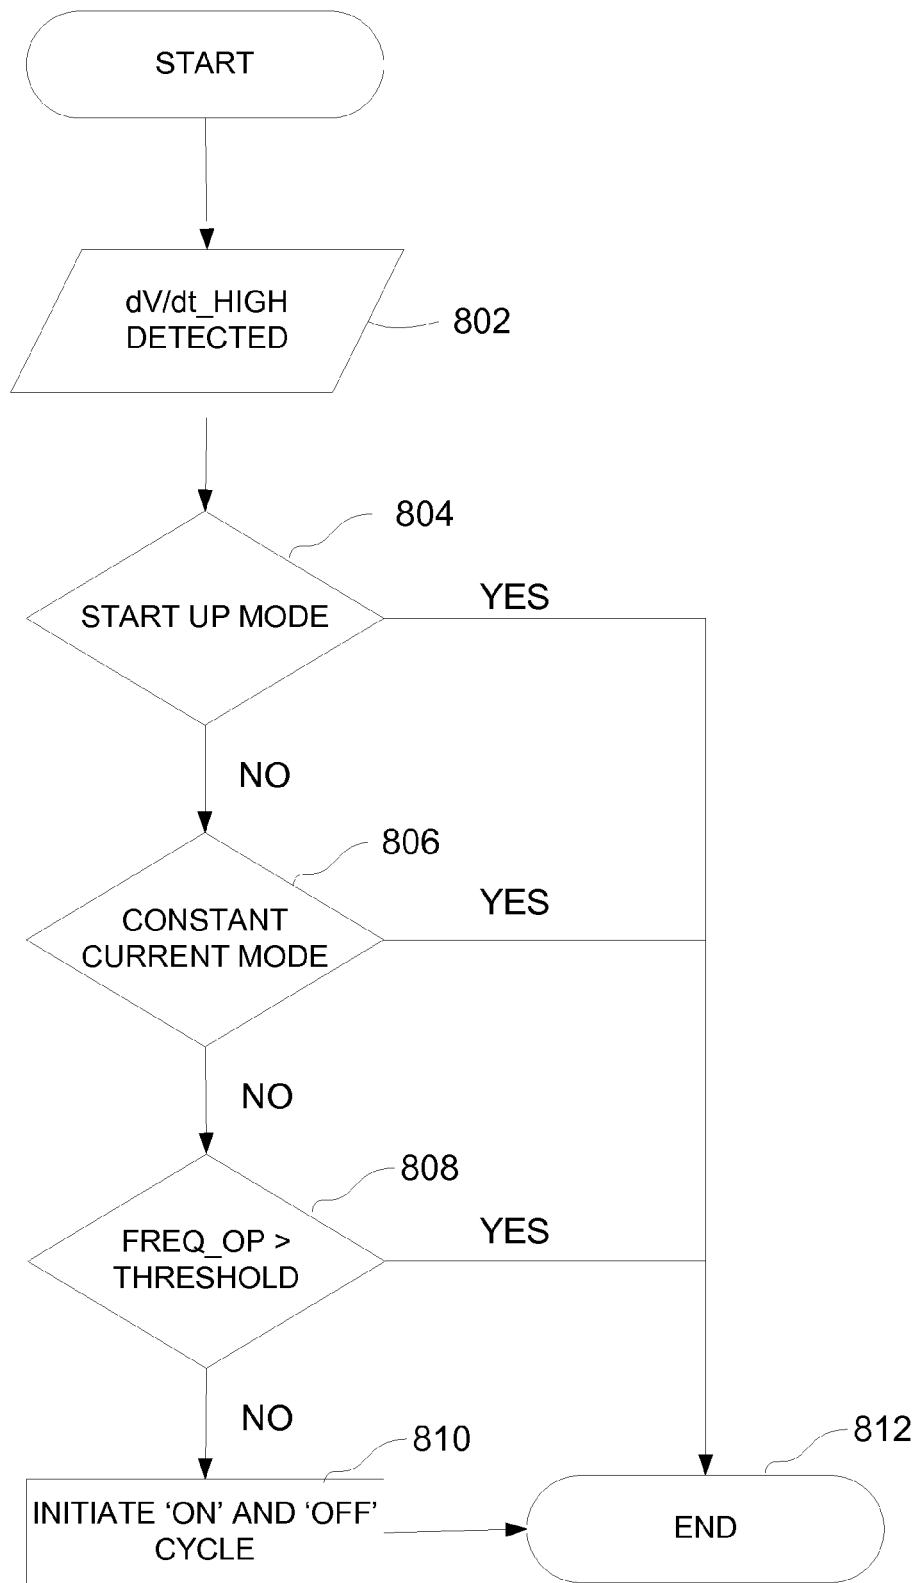 START
dV/dt_HIGH
DETECTED
802
804
START UP MODE
YES
NO
806
CONSTANT
CURRENT MODE
YES
NO
808
FREQ_OP >
THRESHOLD
YES
NO
810
812
INITIATE ‘ON’ AND ‘OFF’
CYCLE
END